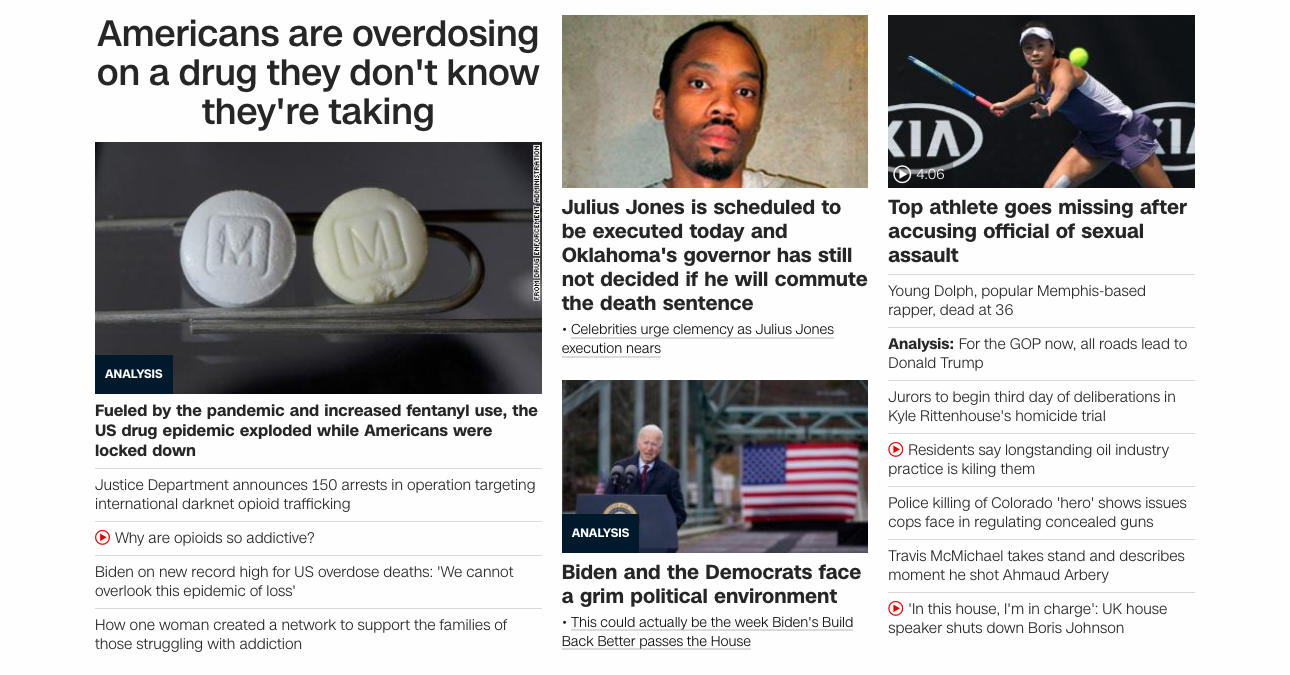 Americans are overdosing
on a drug they don't know
they're taking
M
M
FROM DRUG ENFORCEMENT ADMINISTRATION
ANALYSIS
Fueled by the pandemic and increased fentanyl use, the
US drug epidemic exploded while Americans were
locked down
Justice Department announces 150 arrests in operation targeting
international darknet opioid trafficking
Why are opioids so addictive?
Biden on new record high for US overdose deaths: 'We cannot
overlook this epidemic of loss'
How one woman created a network to support the families of
those struggling with addiction
Julius Jones is scheduled to
be executed today and
Oklahoma's governor has still
not decided if he will commute
the death sentence
• Celebrities urge clemency as Julius Jones
execution nears
ANALYSIS
Biden and the Democrats face
a grim political environment
• This could actually be the week Biden's Build
Back Better passes the House
KIA
KIA
4:06
Top athlete goes missing after
accusing official of sexual
assault
Young Dolph, popular Memphis-based
rapper, dead at 36
Analysis: For the GOP now, all roads lead to
Donald Trump
Jurors to begin third day of deliberations in
Kyle Rittenhouse's homicide trial
Residents say longstanding oil industry
practice is kiling them
Police killing of Colorado 'hero' shows issues
cops face in regulating concealed guns
Travis McMichael takes stand and describes
moment he shot Ahmaud Arbery
'In this house, I'm in charge': UK house
speaker shuts down Boris Johnson